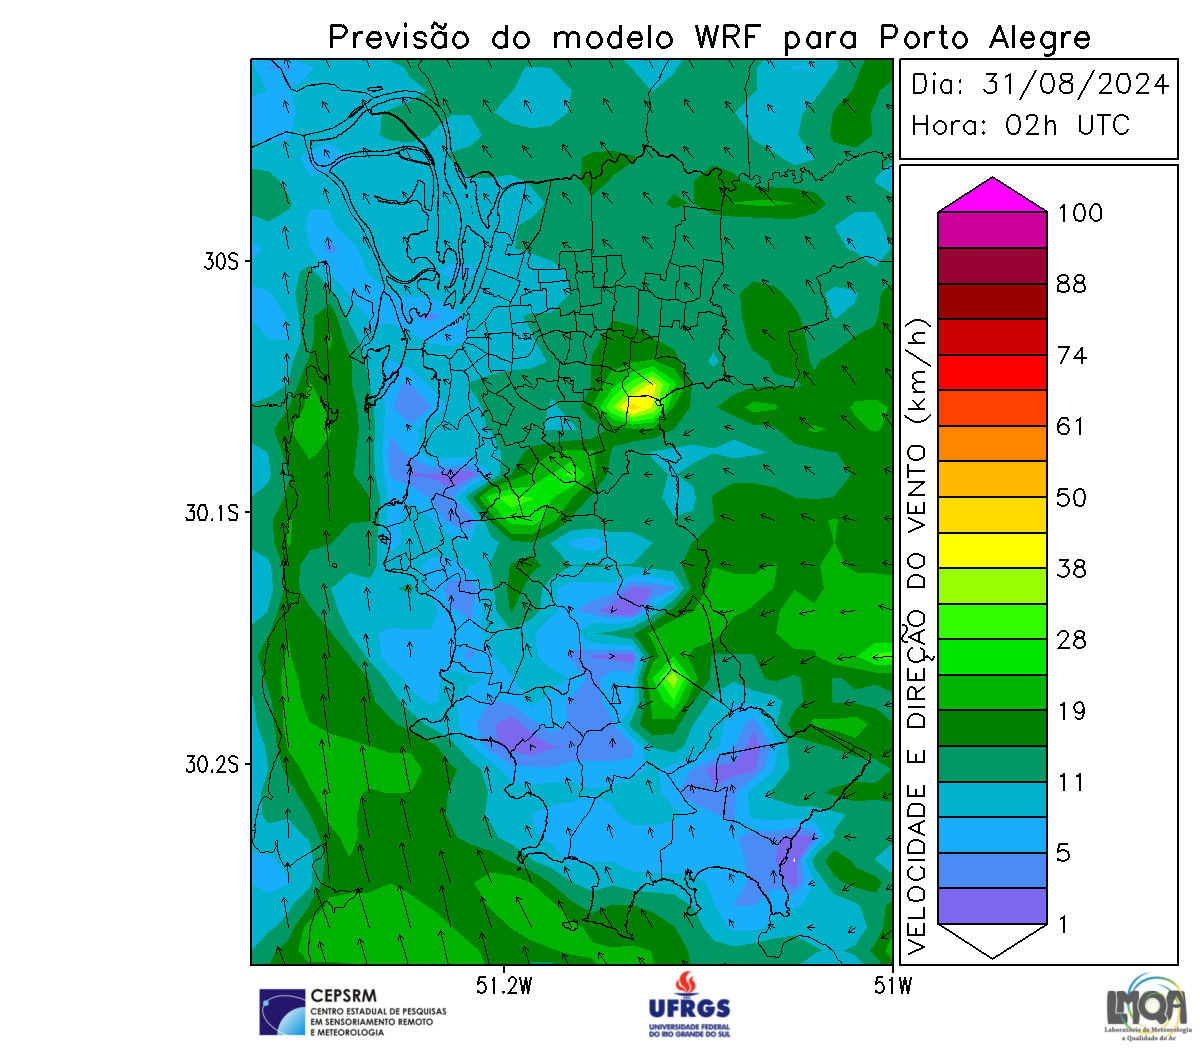 Previsão do modelo WRF para Porto Alegre
Dia: 31/08/2024
Hora: 02h UTC
30S
30.1S
30.2S
51.2W
51W
VELOCIDADE E DIREÇÃO DO VENTO (km/h)
100
88
74
61
50
38
28
19
11
5
1
CEPSRM
CENTRO ESTADUAL DE PESQUISAS
EM SENSORIAMENTO REMOTO
E METEOROLOGIA
UFRGS
UNIVERSIDADE FEDERAL
DO RIO GRANDE DO SUL
LMQA
Laboratório de Meteorologia
e Qualidade do Ar